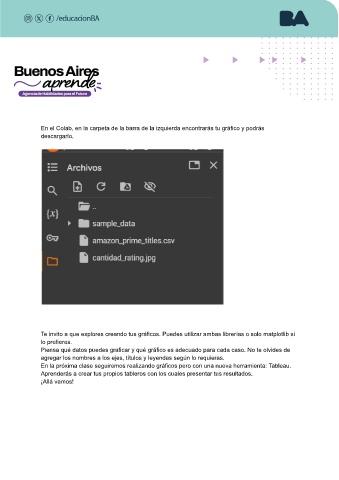 /educacionBA
BA
Buenos Aires
aprende
Agencia de Habilidades para el Futuro
En el Colab, en la carpeta de la barra de la izquierda encontrarás tu gráfico y podrás
descargarlo.
Archivos
..
{x}
sample_data
amazon_prime_titles.csv
cantidad_rating.jpg
Te invito a que explores creando tus gráficos. Puedes utilizar ambas librerías o solo matplotlib si
lo prefieres.
Piensa qué datos puedes graficar y qué gráfico es adecuado para cada caso. No te olvides de
agregar los nombres a los ejes, títulos y leyendas según lo requieras.
En la próxima clase seguiremos realizando gráficos pero con una nueva herramienta: Tableau.
Aprenderás a crear tus propios tableros con los cuales presentar tus resultados.
¡Allá vamos!